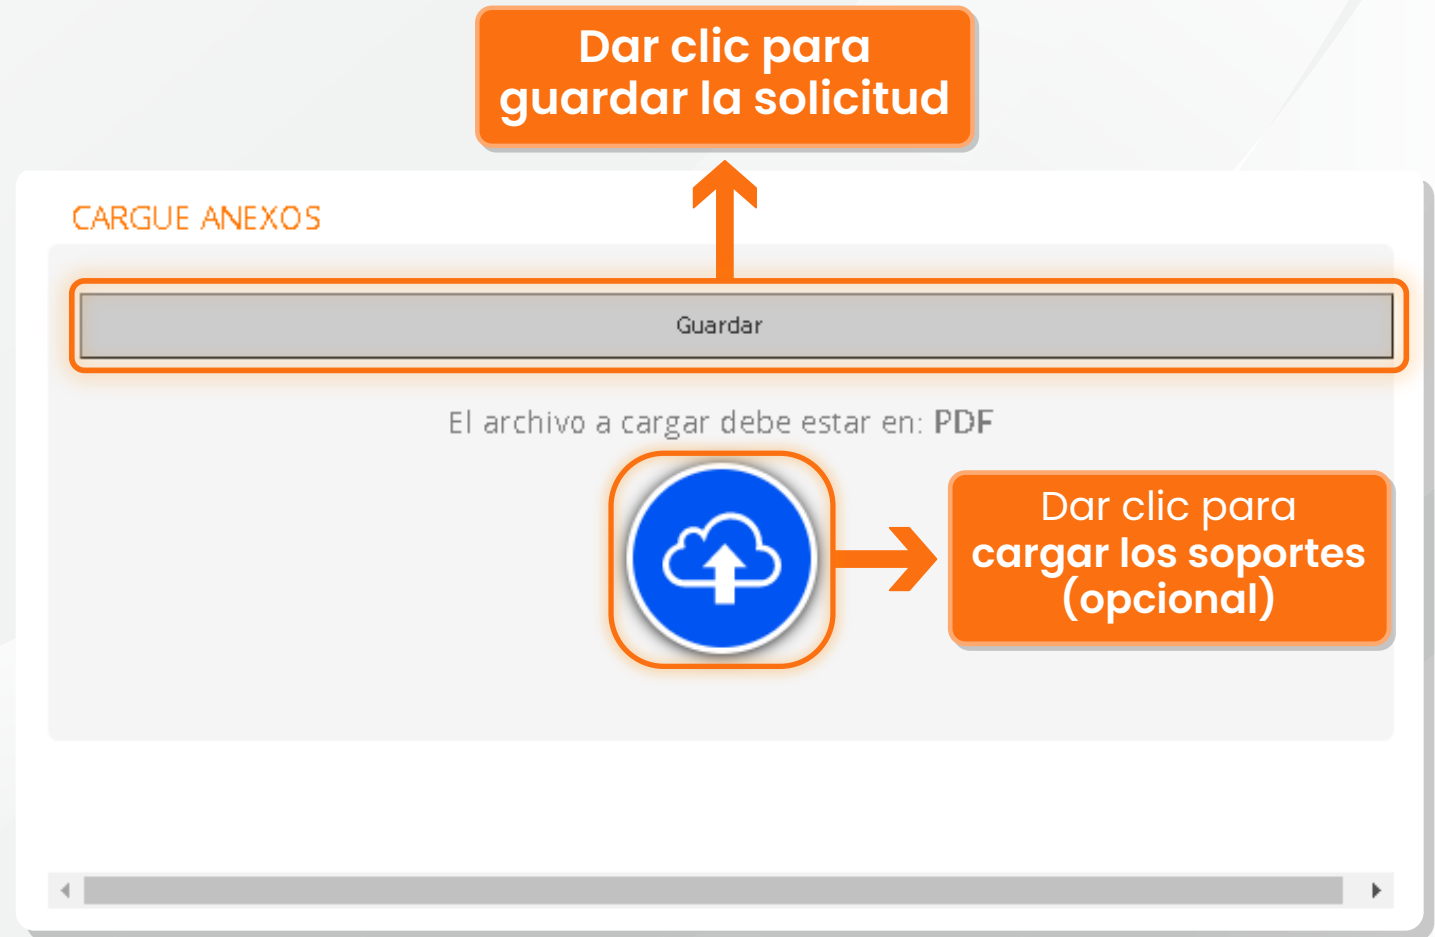 Dar clic para
guardar la solicitud
CARGUE ANEXOS
Guardar
El archivo a cargar debe estar en: PDF
Dar clic para
cargar los soportes
(opcional)